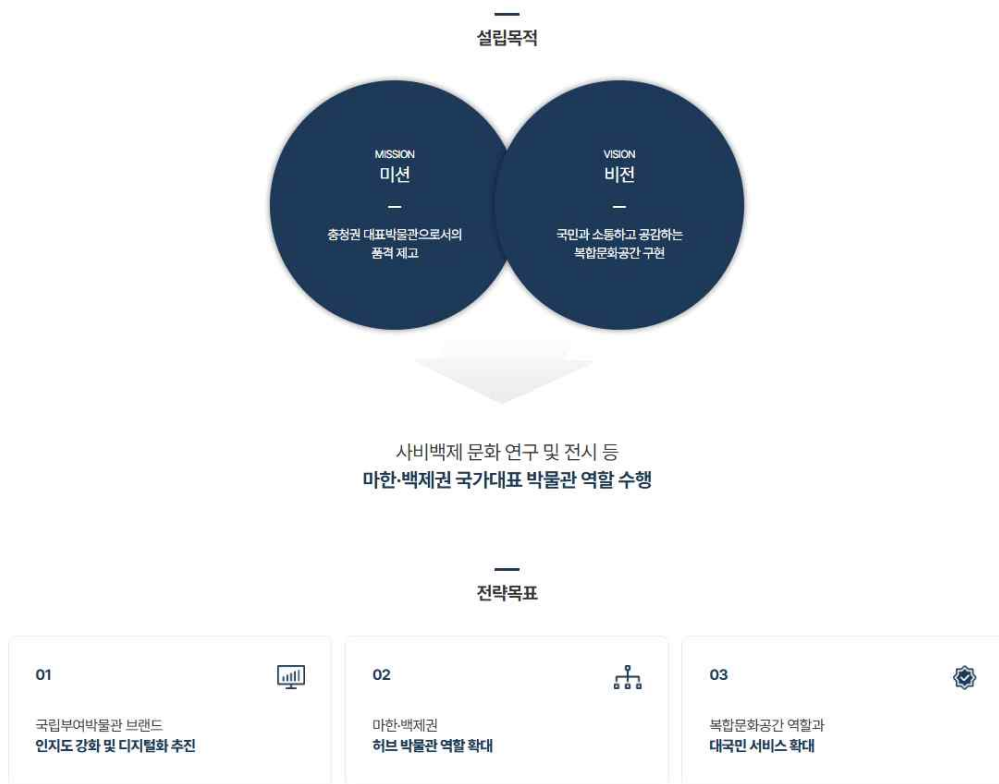 설립목적
MISSION
미션
충청권 대표박물관으로서의
품격 제고
VISION
비전
국민과 소통하고 공감하는
복합문화공간 구현
사비백제 문화 연구 및 전시 등
마한·백제권 국가대표 박물관 역할 수행
전략목표
01
국립부여박물관 브랜드
인지도 강화 및 디지털화 추진
02
마한·백제권
허브 박물관 역할 확대
03
복합문화공간 역할과
대국민 서비스 확대